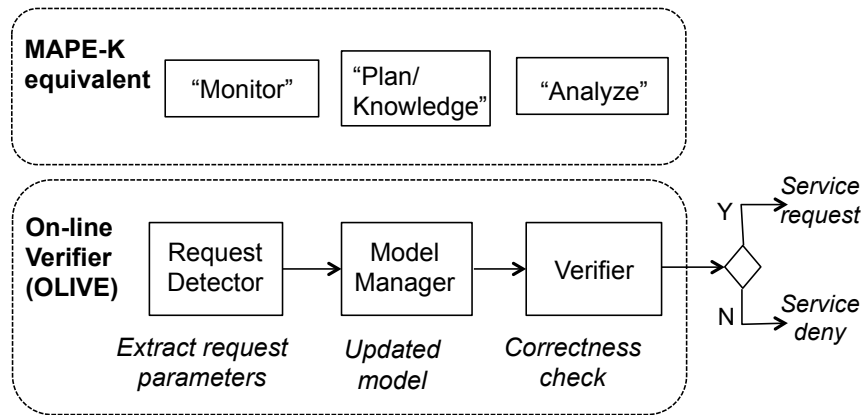 MAPE-K
equivalent
“Monitor”
“Plan/
Knowledge”
“Analyze”
On-line
Verifier
(OLIVE)
Request
Detector
Model
Manager
Verifier
Extract request
parameters
Updated
model
Correctness
check
Y
Service
request
N
Service
deny